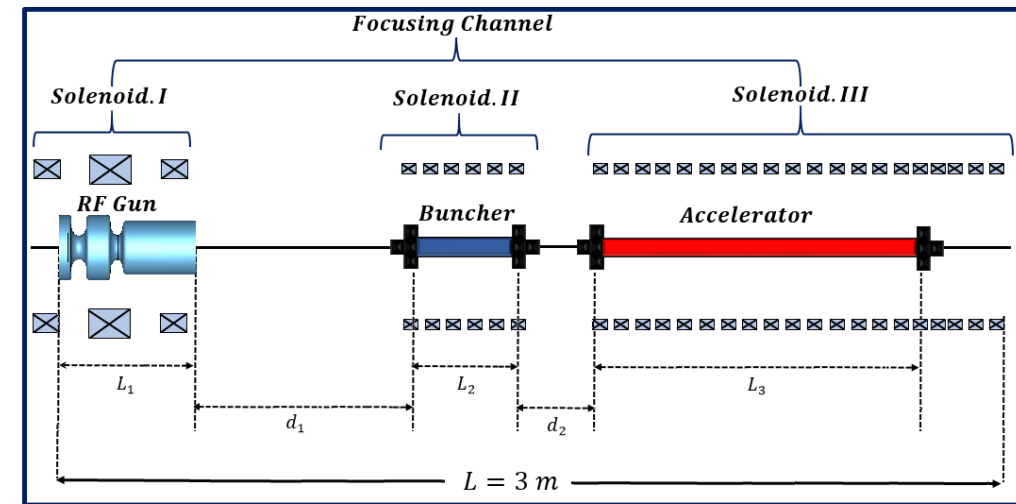 Focusing Channel
Solenoid.I
Solenoid.II
Solenoid.III
RF Gun
Buncher
Accelerator
L₁
L₂
L₃
d₁
d₂
L = 3 m